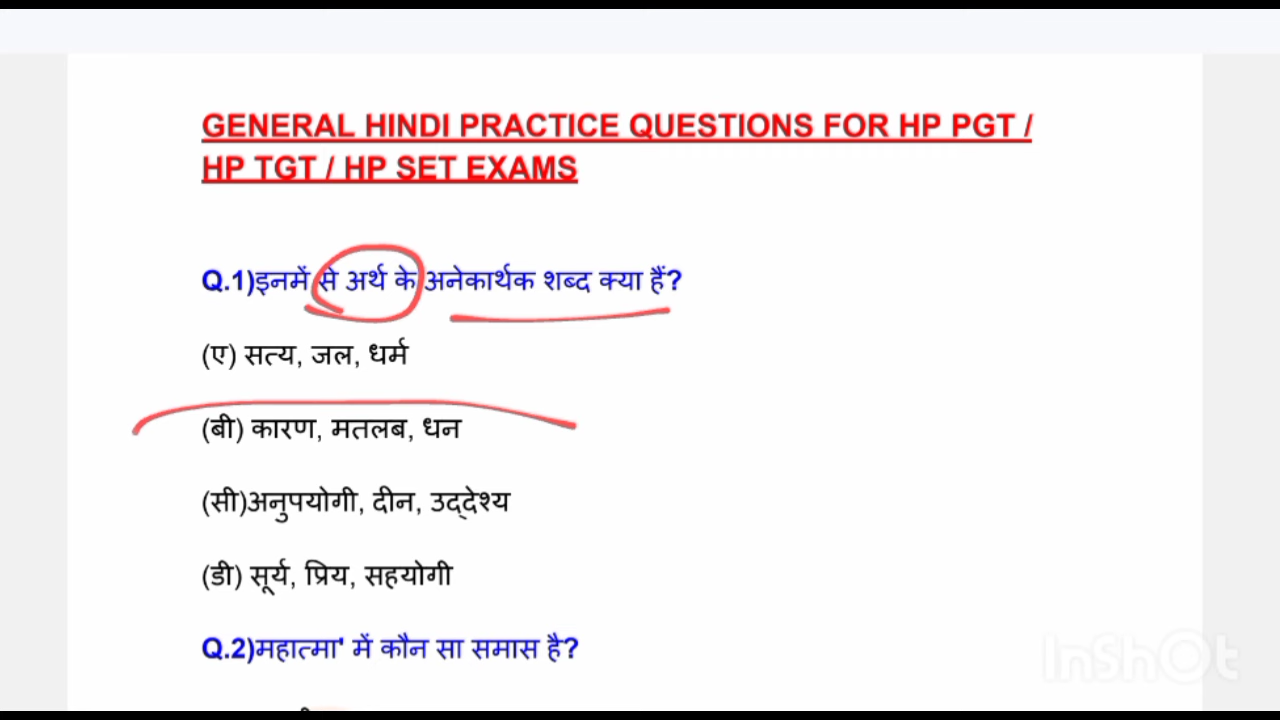 GENERAL HINDI PRACTICE QUESTIONS FOR HP PGT /
HP TGT / HP SET EXAMS
Q.1)इनमें से अर्थ के अनेकार्थक शब्द क्या हैं?
(ए) सत्य, जल, धर्म
(बी) कारण, मतलब, धन
(सी)अनुपयोगी, दीन, उद्देश्य
(डी) सूर्य, प्रिय, सहयोगी
Q.2)महात्मा' में कौन सा समास है?
InShOt